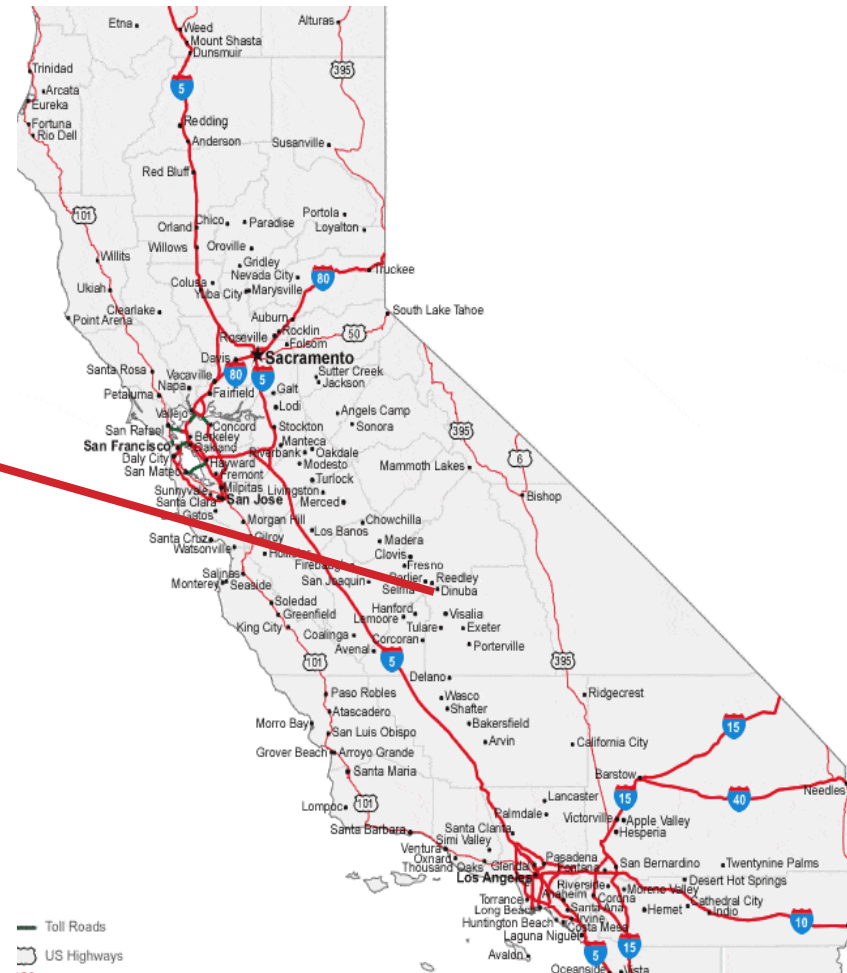 Etna
Weed
Alturas
Mount Shasta
Dunsmuir
Trinidad
395
5
Arcata
Eureka
Fortuna
Redding
Rio Dell
Anderson
Susanville
Red Bluff
101
Portola
Chico
Paradise
Orland
Loyalton
Willows
Oroville
Willits
Gridley
Truckee
Nevada City
80
Ukiah
Colusa
Yuba City
Marysville
Clearlake
South Lake Tahoe
Point Arena
Auburn
Rocklin
50
Roseville
Folsom
Davis
Sacramento
Santa Rosa
Vacaville
80
5
Sutter Creek
Jackson
Napa
Petaluma
Fairfield
Galt
Lodi
Vallejo
Angels Camp
San Rafael
Concord
Stockton
Sonora
395
Berkeley
San Francisco
Oakland
Manteca
Daly City
Riverbank
Oakdale
6
Hayward
Modesto
Mammoth Lakes
San Mateo
Fremont
Turlock
Milpitas
Sunnyvale
Livingston
Bishop
Santa Clara
San Jose
Merced
Los Gatos
Morgan Hill
Chowchilla
Los Banos
Santa Cruz
Gilroy
Madera
Watsonville
Clovis
Fresno
Firebaugh
Salinas
San Joaquin
Reedley
Monterey
Seaside
Selma
Dinuba
Soledad
Greenfield
Hanford
Lemoore
Visalia
King City
Tulare
Exeter
Coalinga
Corcoran
Porterville
Avenal
101
5
395
Delano
Paso Robles
Wasco
Ridgecrest
Shafter
Atascadero
Morro Bay
Bakersfield
15
San Luis Obispo
Arvin
California City
Grover Beach
Arroyo Grande
Santa Maria
Barstow
Needles
Lompoc
101
Lancaster
15
40
Palmdale
Victorville
Apple Valley
Santa Barbara
Santa Clarita
Hesperia
Simi Valley
Ventura
Oxnard
Pasadena
Thousand Oaks
Glendale
Fontana
San Bernardino
Twentynine Palms
Los Angeles
Riverside
Desert Hot Springs
Moreno Valley
Anaheim
Corona
Cathedral City
Torrance
Santa Ana
Hemet
Indio
Long Beach
Irvine
10
Huntington Beach
Costa Mesa
Toll Roads
Laguna Niguel
15
US Highways
Avalon
5
Oceanside
Vista